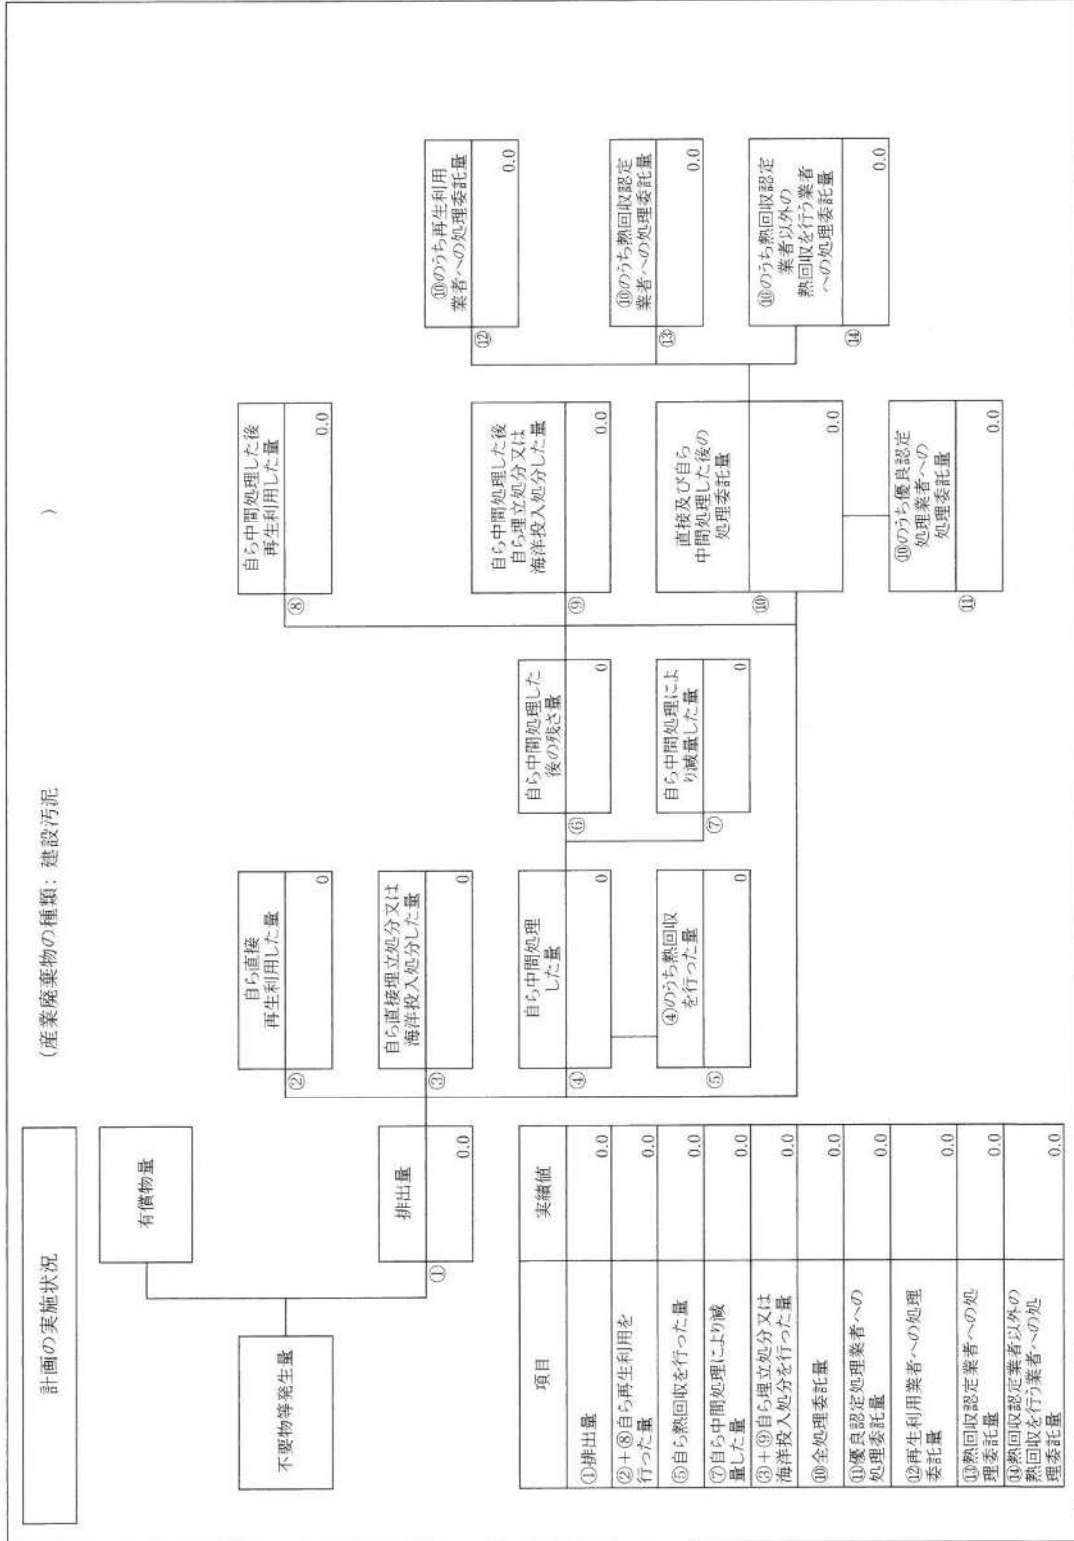 計画の実施状況
(産業廃棄物の種類: 建設汚泥
)
不要物等発生量
有償物量
排出量
①
0.0
自ら直接
再生利用した量
②
0
自ら直接埋立処分又は
海洋投入処分した量
③
0
自ら中間処理
した量
④
0
④のうち熱回収
を行った量
⑤
0
自ら中間処理した
後の残さ量
⑥
0
自ら中間処理によ
り減量した量
⑦
0
自ら中間処理した後
再生利用した量
⑧
0.0
自ら中間処理した後
自ら埋立処分又は
海洋投入処分した量
⑨
0.0
直接及び自ら
中間処理した後の
処理委託量
⑩
0.0
⑩のうち優良認定
処理業者への
処理委託量
⑪
0.0
⑩のうち再生利用
業者への処理委託量
⑫
0.0
⑩のうち熱回収認定
業者への処理委託量
⑬
0.0
⑩のうち熱回収認定
業者以外の
熱回収を行う業者
への処理委託量
⑭
0.0
項目
実績値
①排出量
0.0
②+⑧自ら再生利用を
行った量
0.0
⑤自ら熱回収を行った量
0.0
⑦自ら中間処理により減
量した量
0.0
③+⑨自ら埋立処分又は
海洋投入処分を行った量
0.0
⑩全処理委託量
0.0
⑪優良認定処理業者への
処理委託量
0.0
⑫再生利用業者への処理
委託量
0.0
⑬熱回収認定業者への処
理委託量
0.0
⑭熱回収認定業者以外の
熱回収を行う業者への処
理委託量
0.0